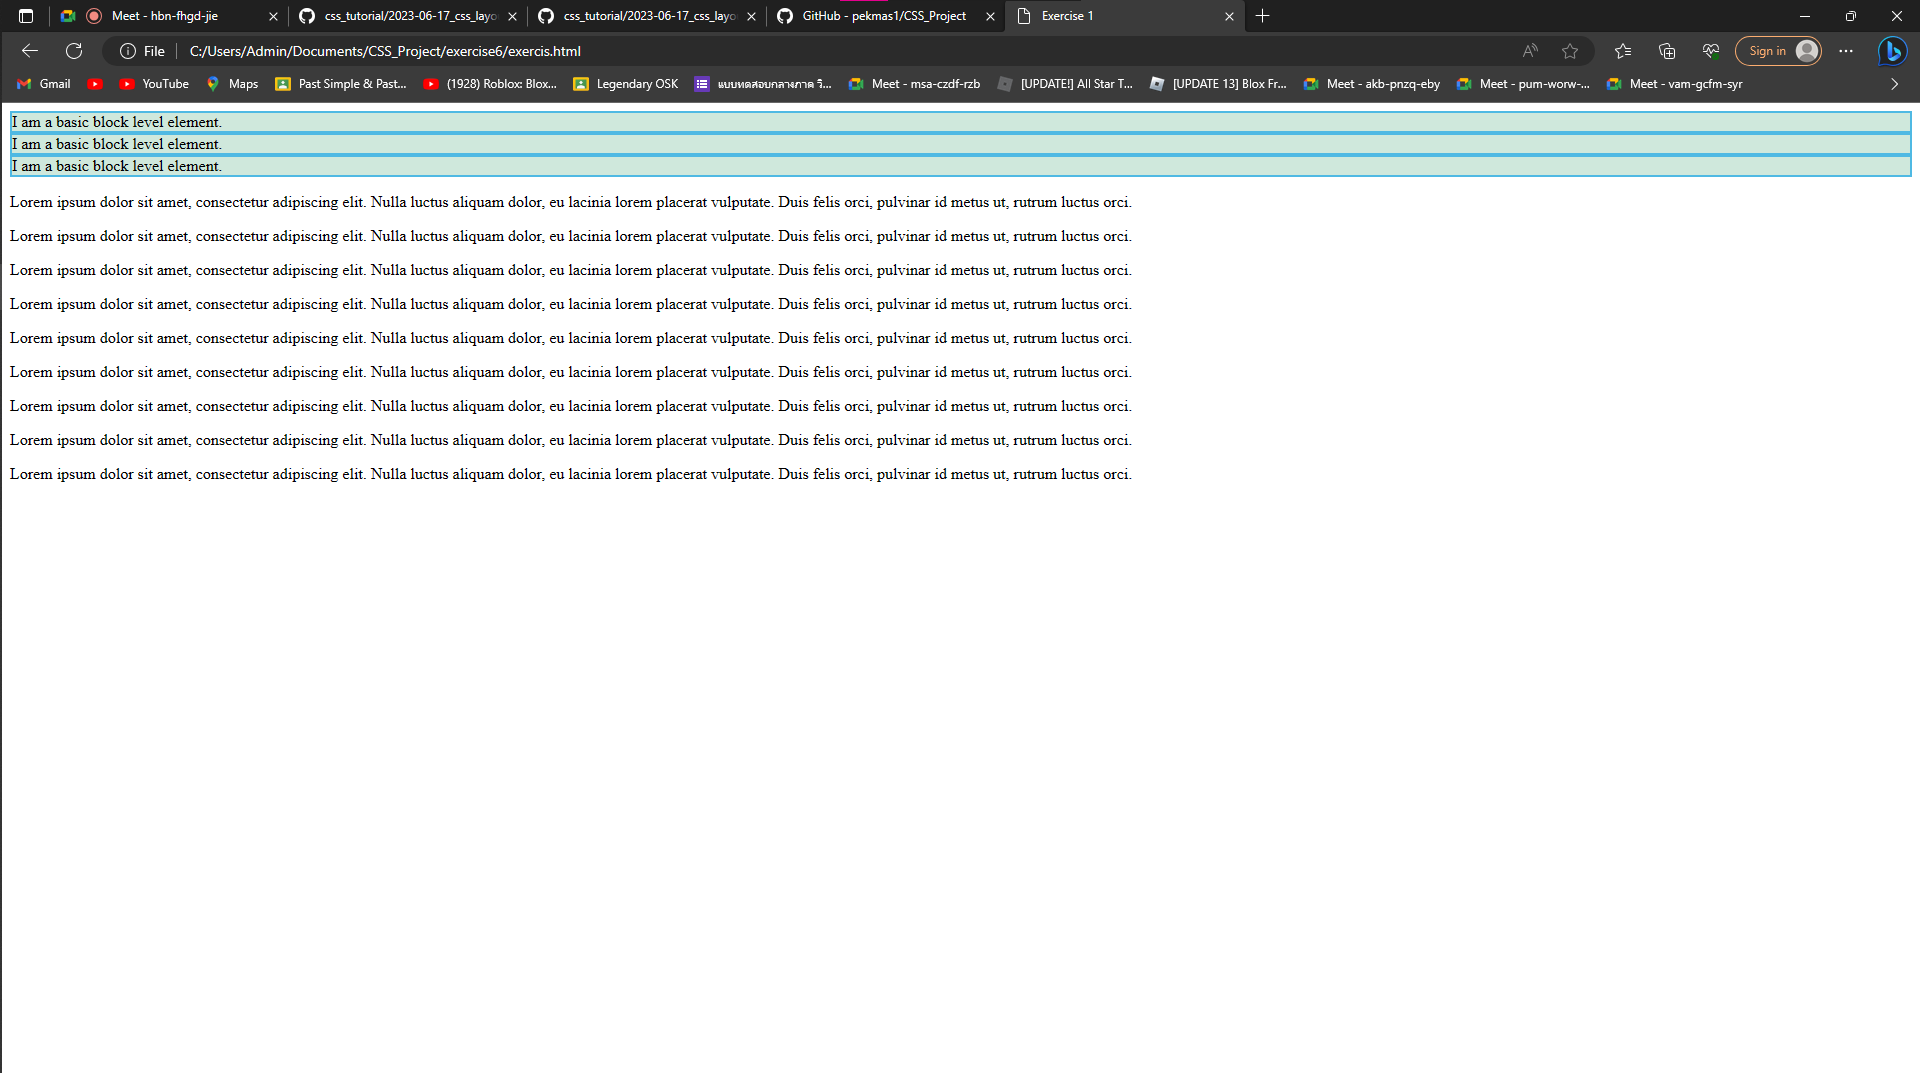 Meet - hbn-fhgd-jie
css_tutorial/2023-06-17_css_layo
css_tutorial/2023-06-17_css_layo
GitHub - pekmas1/CSS_Project
Exercise 1
File
C:/Users/Admin/Documents/CSS_Project/exercise6/exercis.html
Sign in
Gmail
YouTube
Maps
Past Simple & Past...
(1928) Roblox: Blox...
Legendary OSK
แบบทดสอบกลางภาค วิ...
Meet - msa-czdf-rzb
[UPDATE!] All Star T...
[UPDATE 13] Blox Fr...
Meet - akb-pnzq-eby
Meet - pum-worw-...
Meet - vam-gcfm-syr
I am a basic block level element.
I am a basic block level element.
I am a basic block level element.
Lorem ipsum dolor sit amet, consectetur adipiscing elit. Nulla luctus aliquam dolor, eu lacinia lorem placerat vulputate. Duis felis orci, pulvinar id metus ut, rutrum luctus orci.
Lorem ipsum dolor sit amet, consectetur adipiscing elit. Nulla luctus aliquam dolor, eu lacinia lorem placerat vulputate. Duis felis orci, pulvinar id metus ut, rutrum luctus orci.
Lorem ipsum dolor sit amet, consectetur adipiscing elit. Nulla luctus aliquam dolor, eu lacinia lorem placerat vulputate. Duis felis orci, pulvinar id metus ut, rutrum luctus orci.
Lorem ipsum dolor sit amet, consectetur adipiscing elit. Nulla luctus aliquam dolor, eu lacinia lorem placerat vulputate. Duis felis orci, pulvinar id metus ut, rutrum luctus orci.
Lorem ipsum dolor sit amet, consectetur adipiscing elit. Nulla luctus aliquam dolor, eu lacinia lorem placerat vulputate. Duis felis orci, pulvinar id metus ut, rutrum luctus orci.
Lorem ipsum dolor sit amet, consectetur adipiscing elit. Nulla luctus aliquam dolor, eu lacinia lorem placerat vulputate. Duis felis orci, pulvinar id metus ut, rutrum luctus orci.
Lorem ipsum dolor sit amet, consectetur adipiscing elit. Nulla luctus aliquam dolor, eu lacinia lorem placerat vulputate. Duis felis orci, pulvinar id metus ut, rutrum luctus orci.
Lorem ipsum dolor sit amet, consectetur adipiscing elit. Nulla luctus aliquam dolor, eu lacinia lorem placerat vulputate. Duis felis orci, pulvinar id metus ut, rutrum luctus orci.
Lorem ipsum dolor sit amet, consectetur adipiscing elit. Nulla luctus aliquam dolor, eu lacinia lorem placerat vulputate. Duis felis orci, pulvinar id metus ut, rutrum luctus orci.